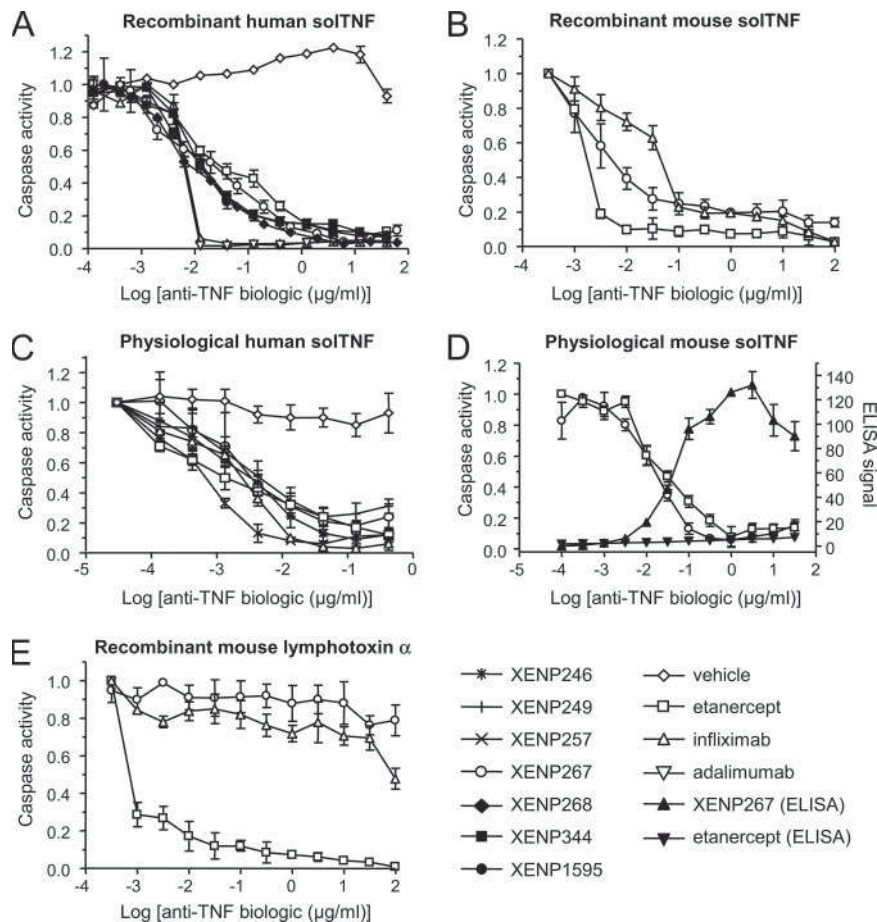 A
Recombinant human solTNF
Caspase activity
1.2
1.0
0.8
0.6
0.4
0.2
0.0
-4 -3 -2 -1 0 1 2
Log [anti-TNF biologic (µg/ml)]
B
Recombinant mouse solTNF
Caspase activity
1.2
1.0
0.8
0.6
0.4
0.2
0.0
-4 -3 -2 -1 0 1 2
Log [anti-TNF biologic (µg/ml)]
C
Physiological human solTNF
Caspase activity
1.2
1.0
0.8
0.6
0.4
0.2
0.0
-5 -4 -3 -2 -1 0
Log [anti-TNF biologic (µg/ml)]
D
Physiological mouse solTNF
Caspase activity
1.2
1.0
0.8
0.6
0.4
0.2
0.0
140
120
100
80
60
40
20
0
ELISA signal
-5 -4 -3 -2 -1 0 1 2
Log [anti-TNF biologic (µg/ml)]
E
Recombinant mouse lymphotoxin α
Caspase activity
1.0
0.8
0.6
0.4
0.2
0.0
-4 -3 -2 -1 0 1 2
Log [anti-TNF biologic (µg/ml)]
XENP246
XENP249
XENP257
XENP267
XENP268
XENP344
XENP1595
vehicle
etanercept
infliximab
adalimumab
XENP267 (ELISA)
etanercept (ELISA)